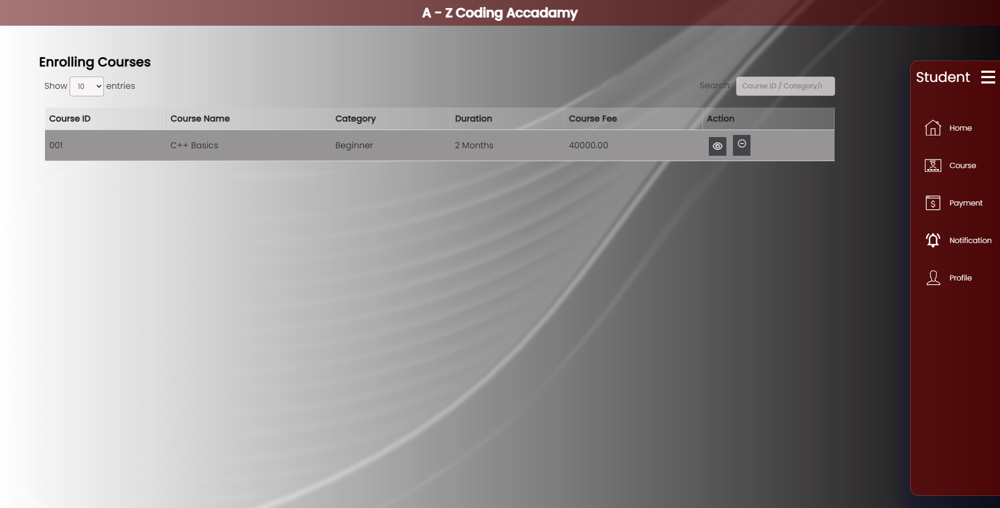 A - Z Coding Accadamy
Enrolling Courses
Show 10 entries
Search: Course ID / Category/r
Course ID Course Name Category Duration Course Fee Action
001 C++ Basics Beginner 2 Months 40000.00
Student
Home
Course
Payment
Notification
Profile